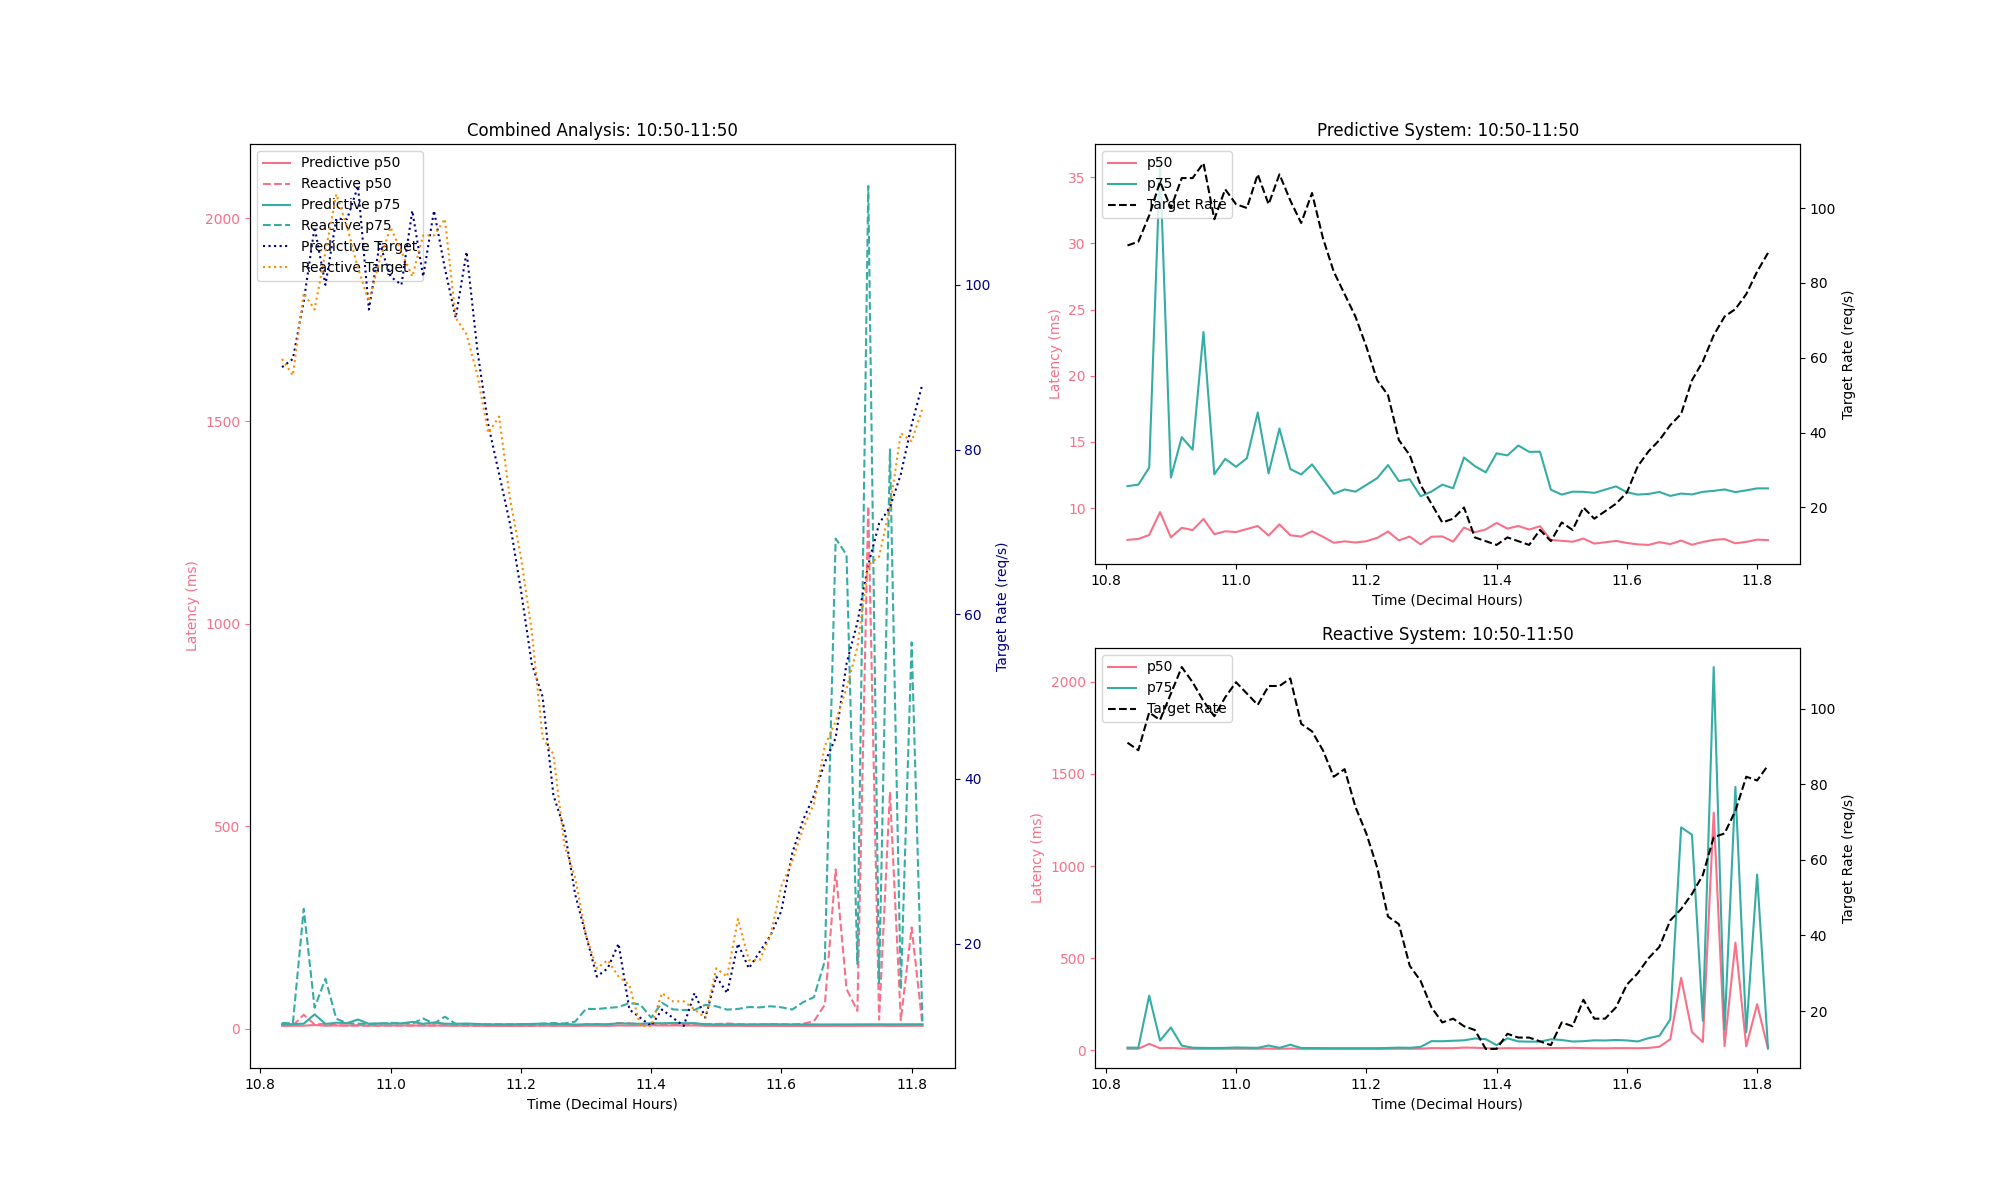 Combined Analysis: 10:50-11:50
Predictive p50
Reactive p50
Predictive p75
Reactive p75
Predictive Target
Reactive Target
2000
1500
1000
500
0
Latency (ms)
100
80
60
40
20
Target Rate (req/s)
10.8 11.0 11.2 11.4 11.6 11.8
Time (Decimal Hours)
Predictive System: 10:50-11:50
p50
p75
Target Rate
35
30
25
20
15
10
Latency (ms)
100
80
60
40
20
Target Rate (req/s)
10.8 11.0 11.2 11.4 11.6 11.8
Time (Decimal Hours)
Reactive System: 10:50-11:50
p50
p75
Target Rate
2000
1500
1000
500
0
Latency (ms)
100
80
60
40
20
Target Rate (req/s)
10.8 11.0 11.2 11.4 11.6 11.8
Time (Decimal Hours)